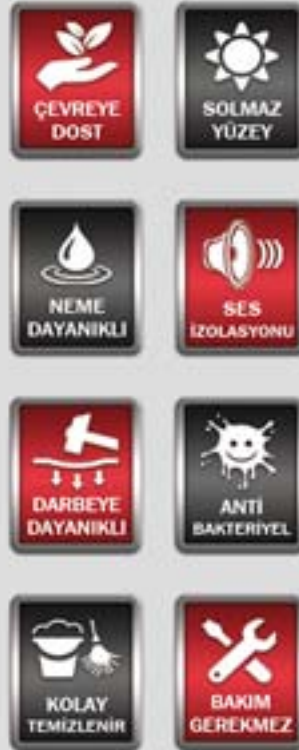 ÇEVREYE
DOST
SOLMAZ
YÜZEY
NEME
DAYANIKLI
SES
İZOLASYONU
DARBEYE
DAYANIKLI
ANTİ
BAKTERİYEL
KOLAY
TEMİZLENİR
BAKIM
GEREKMEZ